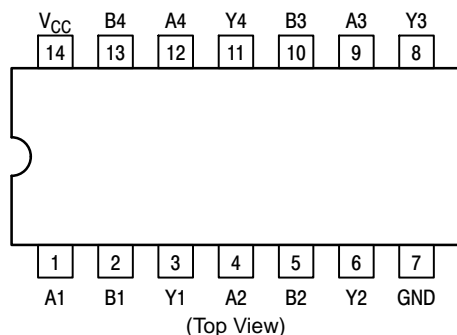 V_CC B4 A4 Y4 B3 A3 Y3
14 13 12 11 10 9 8
1 2 3 4 5 6 7
A1 B1 Y1 A2 B2 Y2 GND
(Top View)